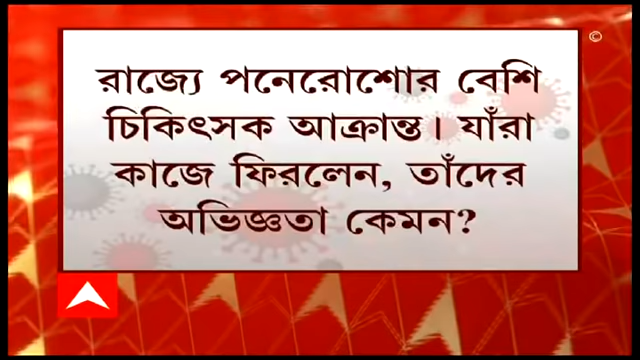 রাজ্যে পনেরোশোর বেশি
চিকিৎসক আক্রান্ত। যাঁরা
কাজে ফিরলেন, তাঁদের
অভিজ্ঞতা কেমন?
©